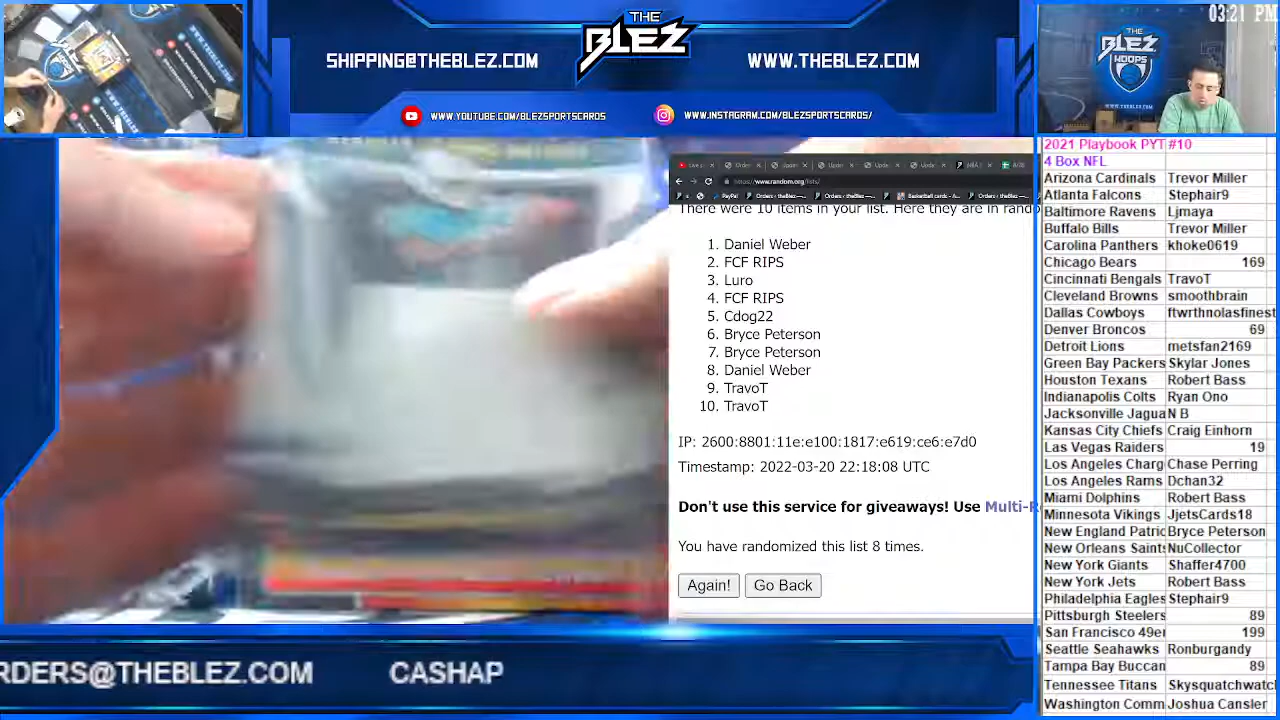 THE
BLEZ
SHIPPING@THEBLEZ.COM
WWW.THEBLEZ.COM
WWW.YOUTUBE.COM/BLEZSPORTSCARDS
WWW.INSTAGRAM.COM/BLEZSPORTSCARDS/
03:21 PM
THE
BLEZ
HOOPS
WWW.THEBLEZ.COM
https://www.random.org/lists/
PayPal
There were 10 items in your list. Here they are in rando
1. Daniel Weber
2. FCF RIPS
3. Luro
4. FCF RIPS
5. Cdog22
6. Bryce Peterson
7. Bryce Peterson
8. Daniel Weber
9. TravoT
10. TravoT
IP: 2600:8801:11e:e100:1817:e619:ce6:e7d0
Timestamp: 2022-03-20 22:18:08 UTC
Don't use this service for giveaways! Use Multi-R
You have randomized this list 8 times.
Again! Go Back
2021 Playbook PYT #10
4 Box NFL
Arizona Cardinals Trevor Miller
Atlanta Falcons Stephair9
Baltimore Ravens Ljmaya
Buffalo Bills Trevor Miller
Carolina Panthers khoke0619
Chicago Bears 169
Cincinnati Bengals TravoT
Cleveland Browns smoothbrain
Dallas Cowboys ftwrthnolasfinest
Denver Broncos 69
Detroit Lions metsfan2169
Green Bay Packers Skylar Jones
Houston Texans Robert Bass
Indianapolis Colts Ryan Ono
Jacksonville Jagua N B
Kansas City Chiefs Craig Einhorn
Las Vegas Raiders 19
Los Angeles Charg Chase Perring
Los Angeles Rams Dchan32
Miami Dolphins Robert Bass
Minnesota Vikings JjetsCards18
New England Patric Bryce Peterson
New Orleans Saints NuCollector
New York Giants Shaffer4700
New York Jets Robert Bass
Philadelphia Eagles Stephair9
Pittsburgh Steelers 89
San Francisco 49er 199
Seattle Seahawks Ronburgandy
Tampa Bay Buccan 89
Tennessee Titans Skysquatchwatch
Washington Comm Joshua Cansler
RDERS@THEBLEZ.COM CASHAP